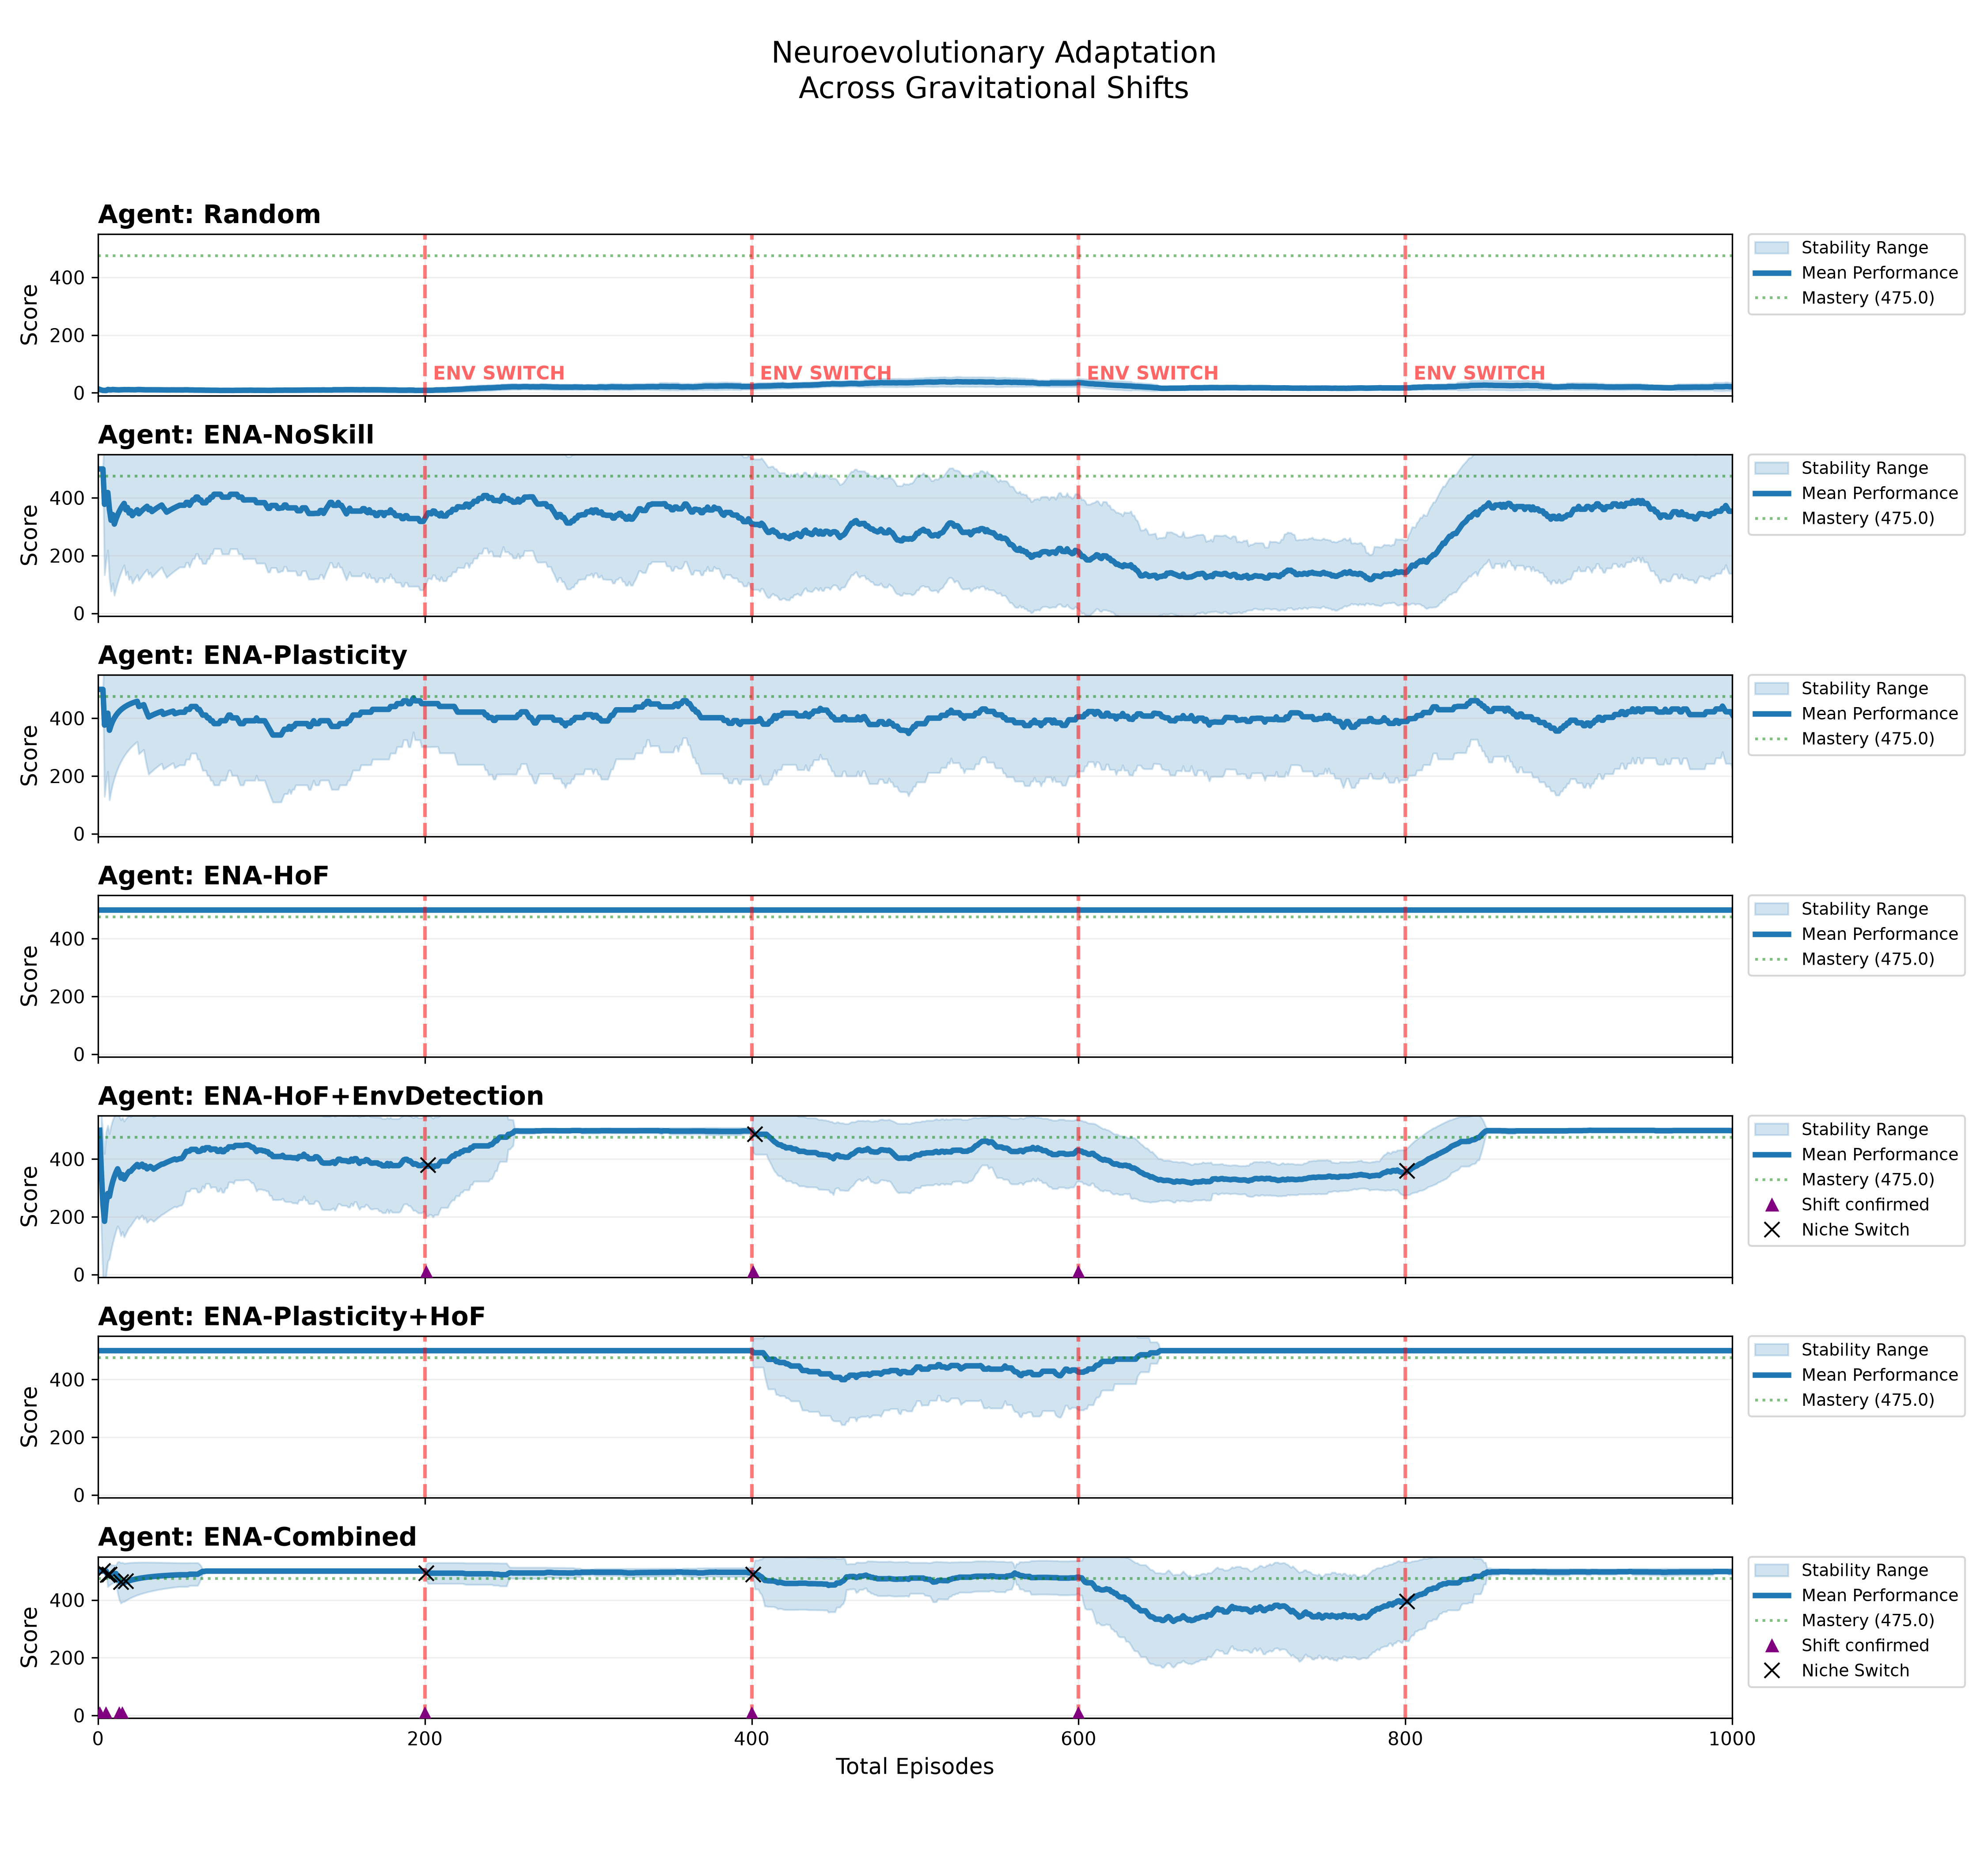 Neuroevolutionary Adaptation
Across Gravitational Shifts
Agent: Random
Score
400
200
0
ENV SWITCH
ENV SWITCH
ENV SWITCH
ENV SWITCH
Stability Range
Mean Performance
Mastery (475.0)
Agent: ENA-NoSkill
Score
400
200
0
Stability Range
Mean Performance
Mastery (475.0)
Agent: ENA-Plasticity
Score
400
200
0
Stability Range
Mean Performance
Mastery (475.0)
Agent: ENA-HoF
Score
400
200
0
Stability Range
Mean Performance
Mastery (475.0)
Agent: ENA-HoF+EnvDetection
Score
400
200
0
Stability Range
Mean Performance
Mastery (475.0)
Shift confirmed
Niche Switch
Agent: ENA-Plasticity+HoF
Score
400
200
0
Stability Range
Mean Performance
Mastery (475.0)
Agent: ENA-Combined
Score
400
200
0
Stability Range
Mean Performance
Mastery (475.0)
Shift confirmed
Niche Switch
0 200 400 600 800 1000
Total Episodes